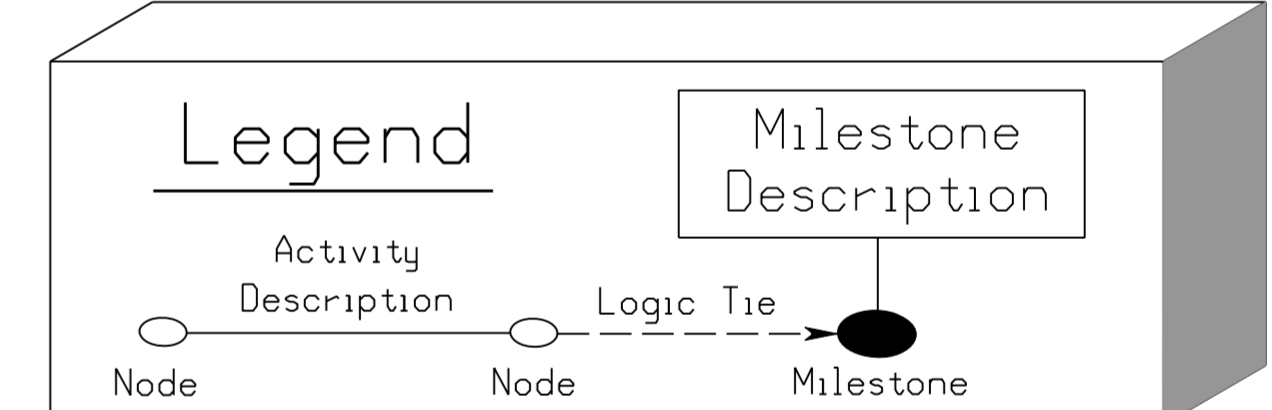 Legend
Milestone
Description
Activity
Description
Logic Tie
Node
Node
Milestone